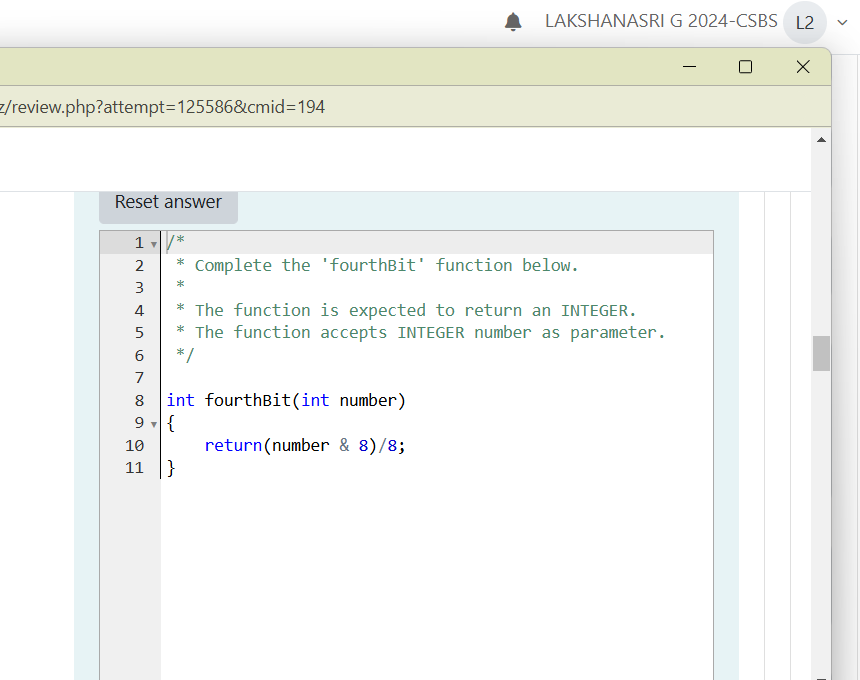 LAKSHANASRI G 2024-CSBS L2
z/review.php?attempt=125586&cmid=194
Reset answer
1 /*
2 * Complete the 'fourthBit' function below.
3 *
4 * The function is expected to return an INTEGER.
5 * The function accepts INTEGER number as parameter.
6 */
7
8 int fourthBit(int number)
9 {
10 return(number & 8)/8;
11 }